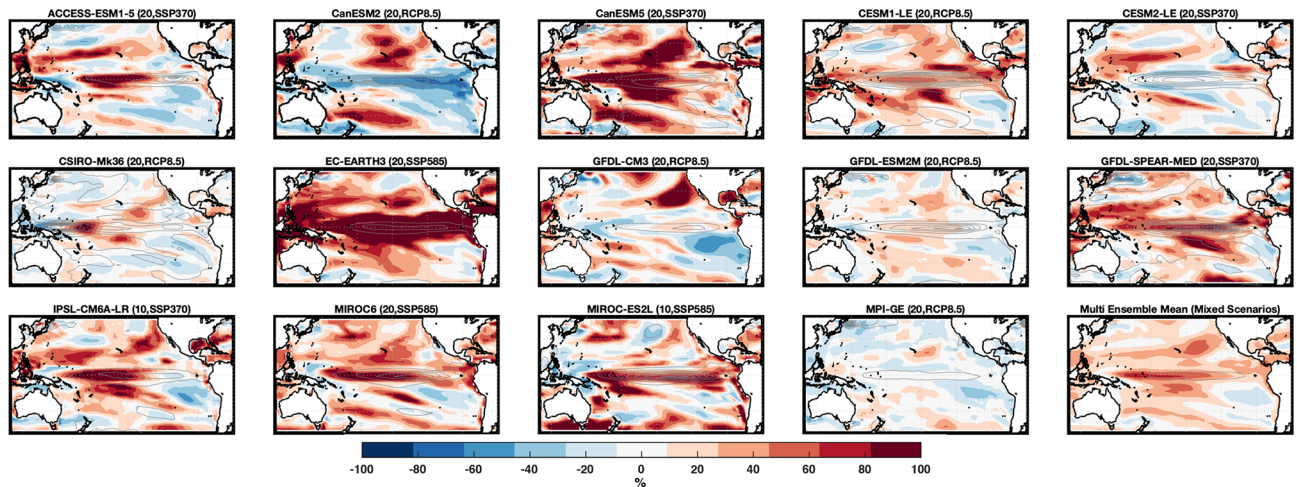 ACCESS-ESM1-5 (20,SSP370)
CanESM2 (20,RCP8.5)
CanESM5 (20,SSP370)
CESM1-LE (20,RCP8.5)
CESM2-LE (20,SSP370)
CSIRO-Mk36 (20,RCP8.5)
EC-EARTH3 (20,SSP585)
GFDL-CM3 (20,RCP8.5)
GFDL-ESM2M (20,RCP8.5)
GFDL-SPEAR-MED (20,SSP370)
IPSL-CM6A-LR (10,SSP370)
MIROC6 (20,SSP585)
MIROC-ES2L (10,SSP585)
MPI-GE (20,RCP8.5)
Multi Ensemble Mean (Mixed Scenarios)
-100 -80 -60 -40 -20 0 20 40 60 80 100
%